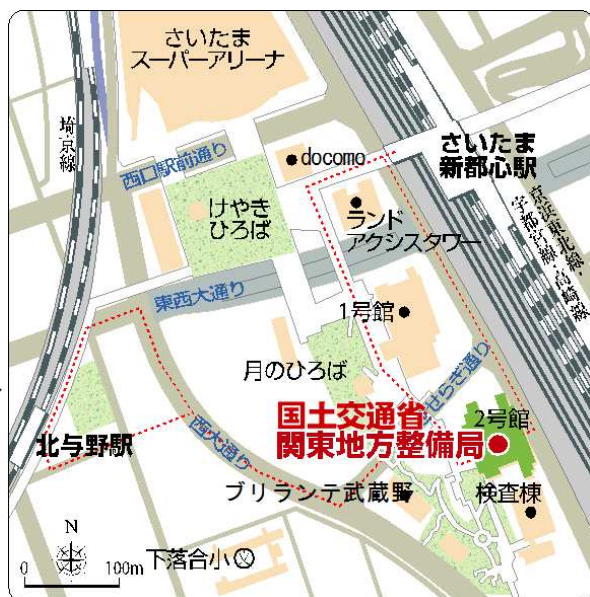 さいたま
スーパーアリーナ
埼京線
西口駅前通り
docomo
さいたま
新都心駅
けやき
ひろば
ランド
アクシスタワー
京浜東北線・
宇都宮線・高崎線
東西大通り
1号館
月のひろば
せせらぎ通り
国土交通省
関東地方整備局
2号館
北与野駅
西大通り
ブリランテ武蔵野
検査棟
N
下落合小
0 100m